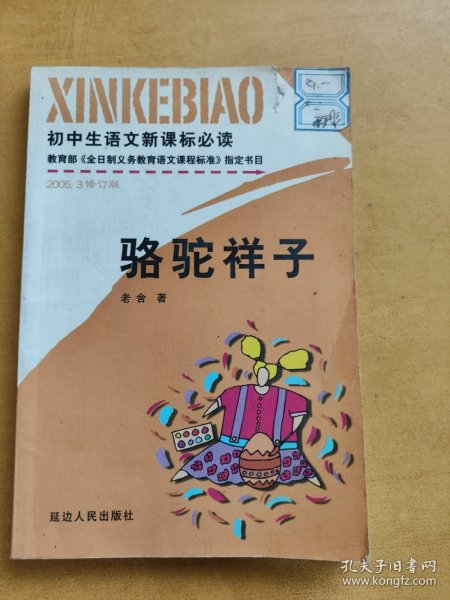 XINKEBIAO
初中生语文新课标必读
教育部《全日制义务教育语文课程标准》指定书目
2005.3修订版
骆驼祥子
老舍 著
延边人民出版社
孔夫子旧书网
www.kongfz.com